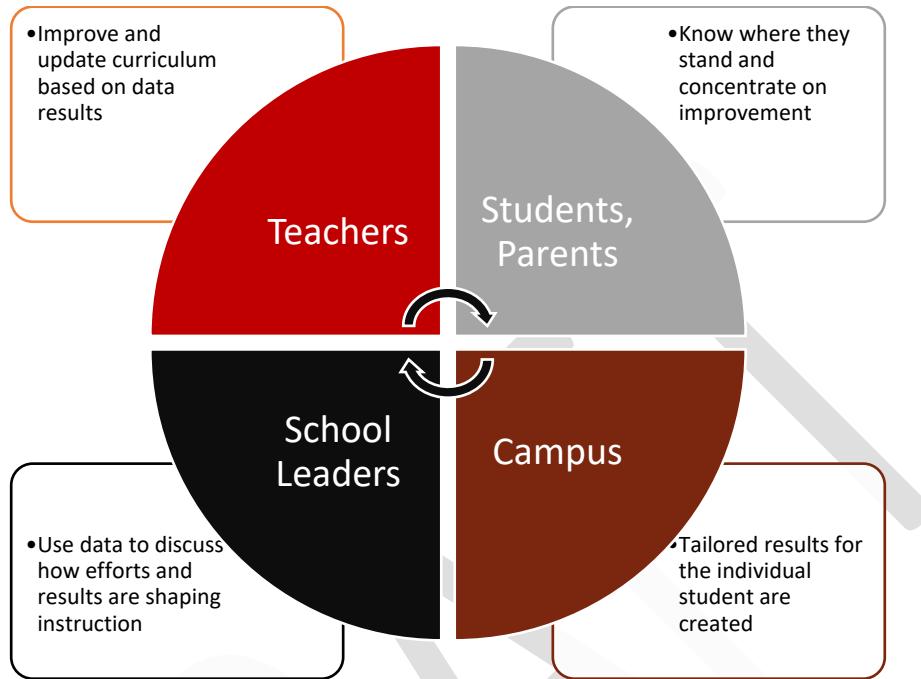 •Improve and
update curriculum
based on data
results
•Know where they
stand and
concentrate on
improvement
Teachers
Students,
Parents
School
Leaders
Campus
•Use data to discuss
how efforts and
results are shaping
instruction
•Tailored results for
the individual
student are
created